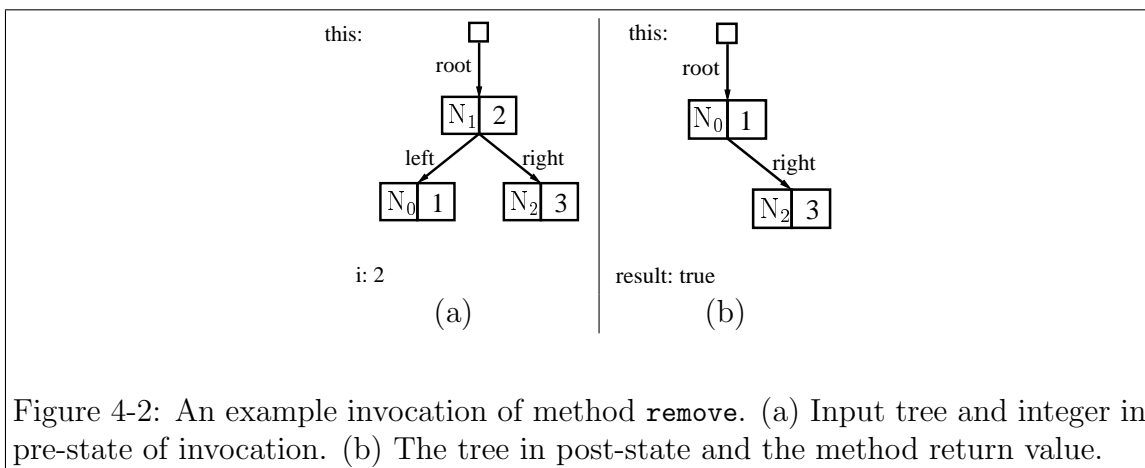 this:
root
N₁ 2
left right
N₀ 1 N₂ 3
i: 2
(a)
this:
root
N₀ 1
right
N₂ 3
result: true
(b)
Figure 4-2: An example invocation of method remove. (a) Input tree and integer in
pre-state of invocation. (b) The tree in post-state and the method return value.